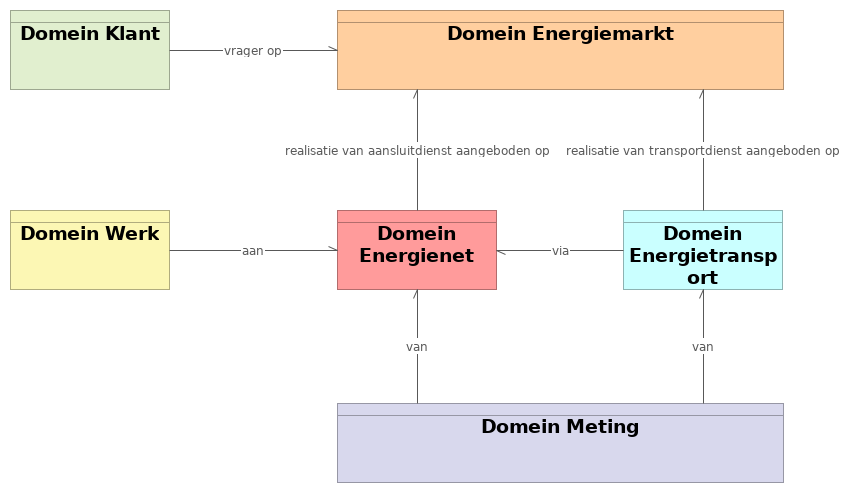 Domein Klant
vrager op
Domein Energiemarkt
realisatie van aansluitdienst aangeboden op
realisatie van transportdienst aangeboden op
Domein Werk
aan
Domein
Energienet
via
Domein
Energietransp
ort
van
van
Domein Meting